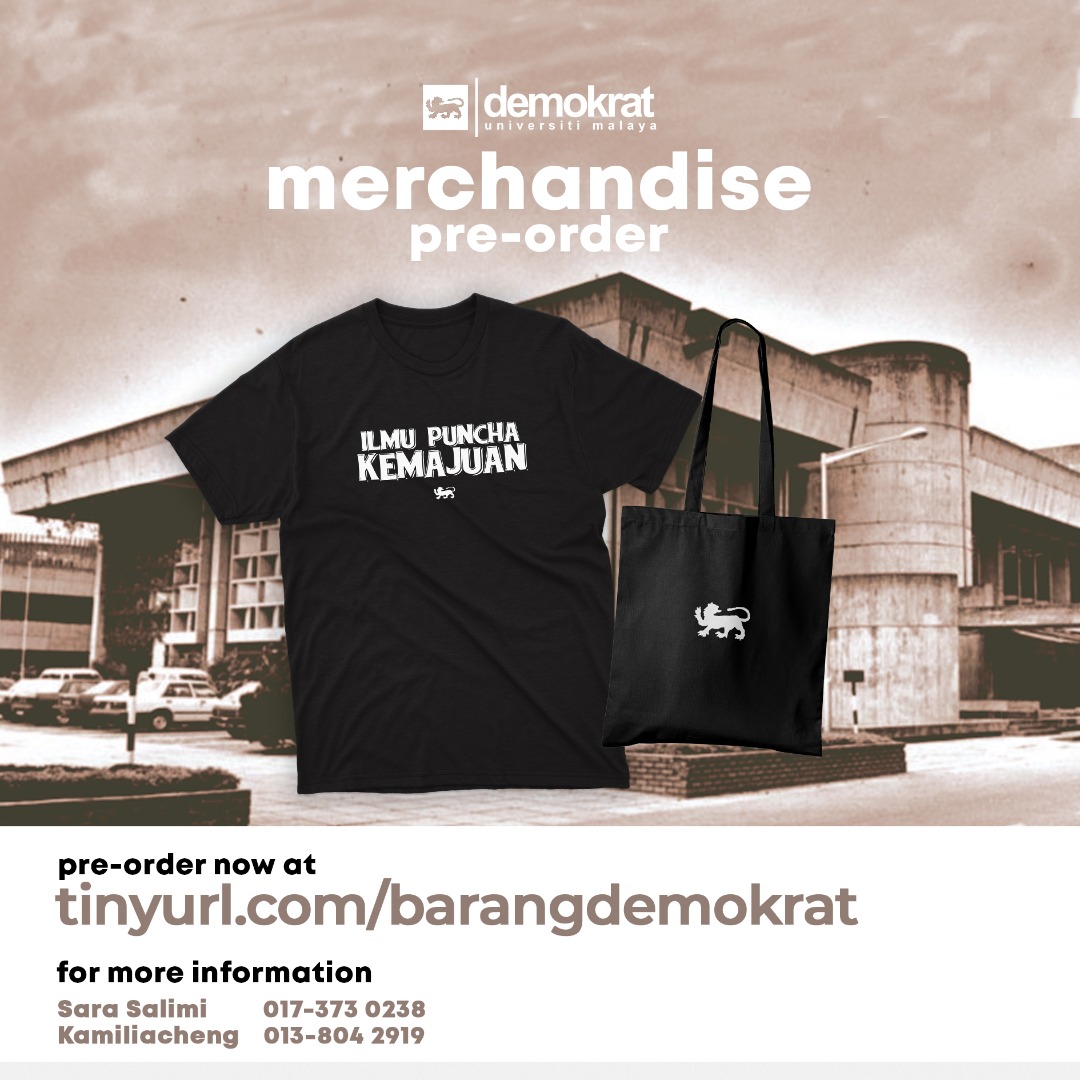 demokrat
universiti malaya
merchandise
pre-order
ILMU PUNCHA
KEMAJUAN
pre-order now at
tinyurl.com/barangdemokrat
for more information
Sara Salimi 017-373 0238
Kamiliacheng 013-804 2919